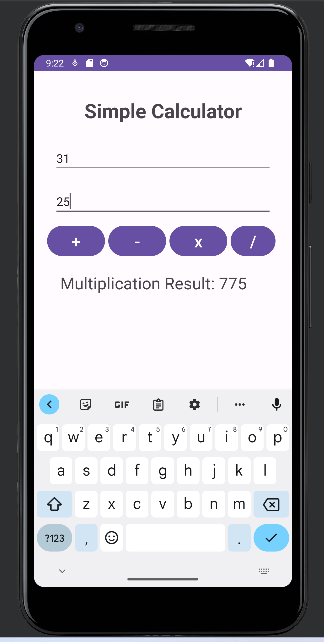 9:22
Simple Calculator
31
25
+ - x /
Multiplication Result: 775
GIF
q1 w2 e3 r4 t5 y6 u7 i8 o9 p0
a s d f g h j k l
z x c v b n m
?123 , .